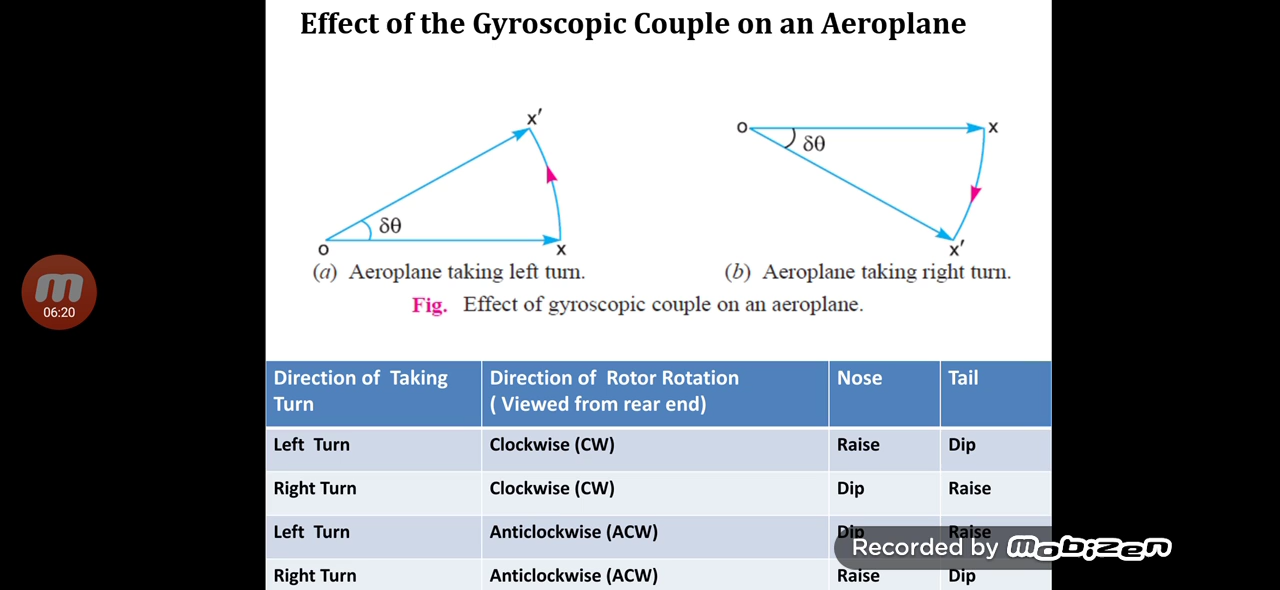 Effect of the Gyroscopic Couple on an Aeroplane
x′
δθ
o
x
(a) Aeroplane taking left turn.
o
x
δθ
x′
(b) Aeroplane taking right turn.
Fig. Effect of gyroscopic couple on an aeroplane.
06:20
Direction of Taking Turn
Direction of Rotor Rotation
( Viewed from rear end)
Nose
Tail
Left Turn Clockwise (CW) Raise Dip
Right Turn Clockwise (CW) Dip Raise
Left Turn Anticlockwise (ACW) Dip Raise
Right Turn Anticlockwise (ACW) Raise Dip
Recorded by mobizen